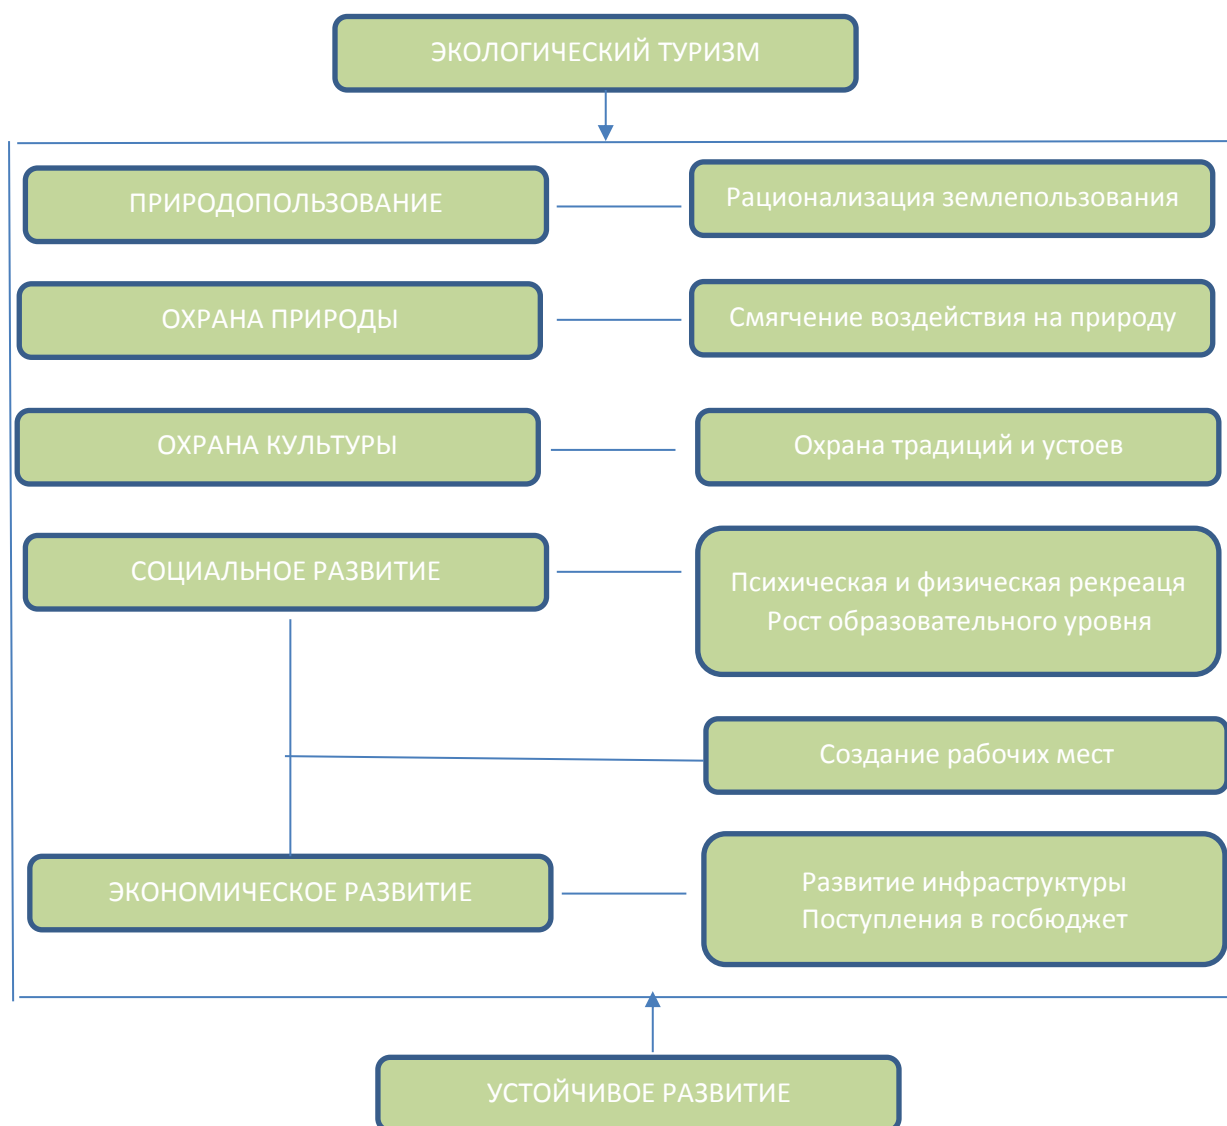 ЭКОЛОГИЧЕСКИЙ ТУРИЗМ
ПРИРОДОПОЛЬЗОВАНИЕ
Рационализация землепользования
ОХРАНА ПРИРОДЫ
Смягчение воздействия на природу
ОХРАНА КУЛЬТУРЫ
Охрана традиций и устоев
СОЦИАЛЬНОЕ РАЗВИТИЕ
Психическая и физическая рекреаця
Рост образовательного уровня
Создание рабочих мест
ЭКОНОМИЧЕСКОЕ РАЗВИТИЕ
Развитие инфраструктуры
Поступления в госбюджет
УСТОЙЧИВОЕ РАЗВИТИЕ